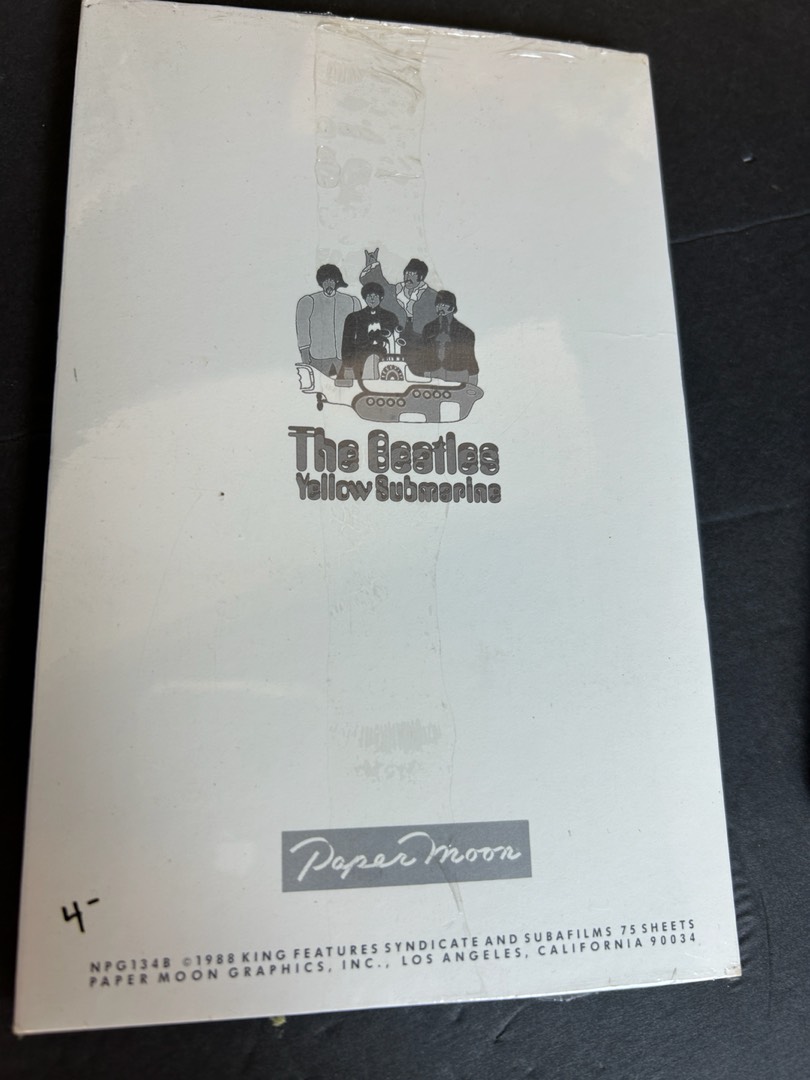 The Beatles
Yellow Submarine
Paper Moon
4-
NPG134B ©1988 KING FEATURES SYNDICATE AND SUBAFILMS 75 SHEETS
PAPER MOON GRAPHICS, INC., LOS ANGELES, CALIFORNIA 90034